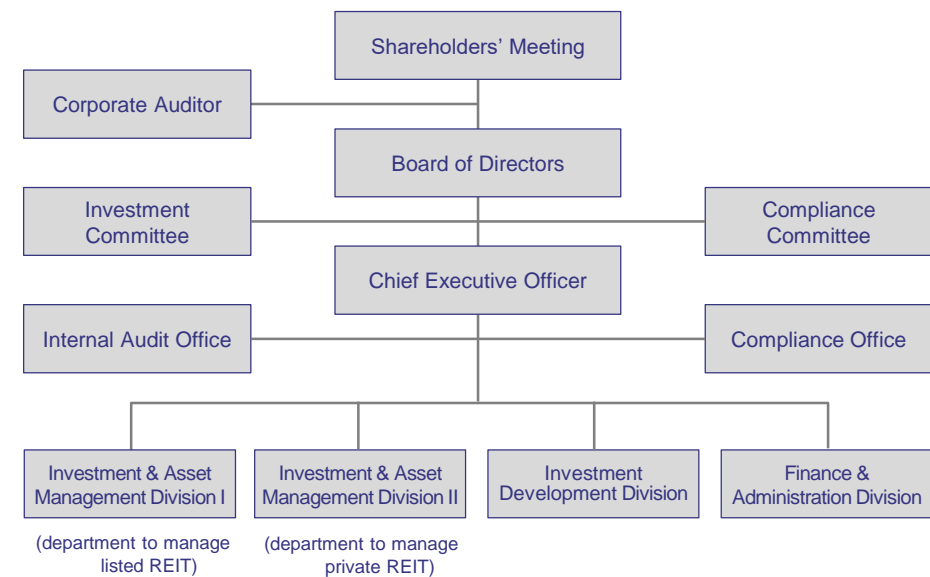 Shareholders’ Meeting
Corporate Auditor
Board of Directors
Investment
Committee
Compliance
Committee
Chief Executive Officer
Internal Audit Office
Compliance Office
Investment & Asset
Management Division I
Investment & Asset
Management Division II
Investment
Development Division
Finance &
Administration Division
(department to manage
listed REIT)
(department to manage
private REIT)